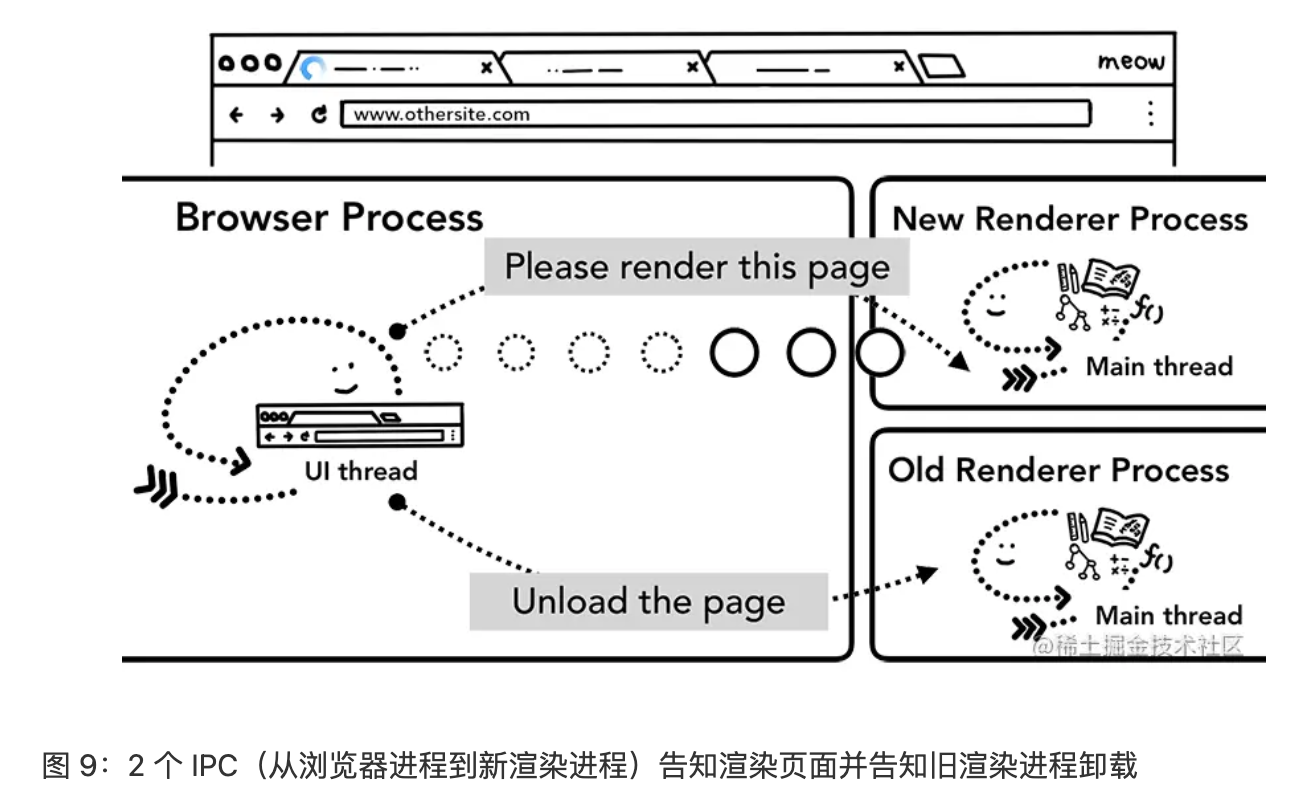 meow
www.othersite.com
Browser Process
New Renderer Process
Please render this page
f()
Main thread
UI thread
Old Renderer Process
f()
Unload the page
Main thread
@稀土掘金技术社区
图 9：2 个 IPC（从浏览器进程到新渲染进程）告知渲染页面并告知旧渲染进程卸载